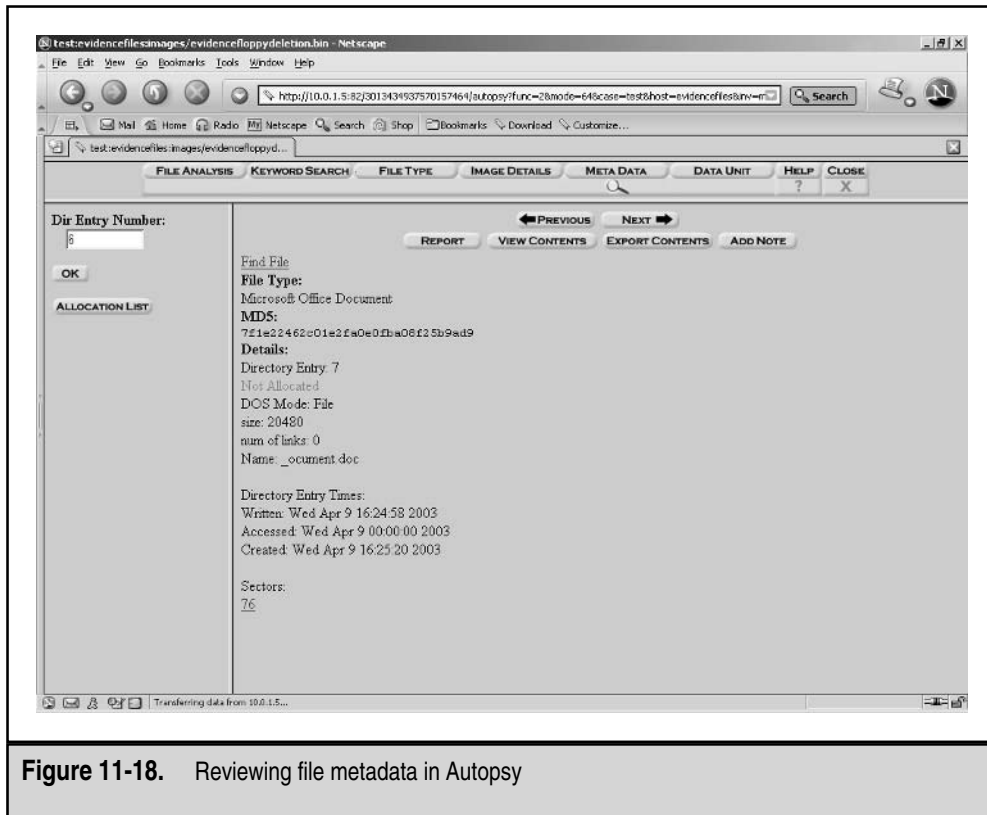 test:evidencefiles:images/evidencefloppydeletion.bin - Netscape
File Edit View Go Bookmarks Tools Window Help
http://10.0.1.5:82/3013434937570157464/autopsy?func=2&mode=64&case=test&host=evidencefiles&inv=m
Search
N
Mail Home Radio My Netscape Search Shop Bookmarks Download Customize...
test:evidencefiles:images/evidencefloppyd...
FILE ANALYSIS KEYWORD SEARCH FILE TYPE IMAGE DETAILS META DATA DATA UNIT HELP CLOSE
? X
Dir Entry Number:
6
OK
ALLOCATION LIST
PREVIOUS NEXT
REPORT VIEW CONTENTS EXPORT CONTENTS ADD NOTE
Find File
File Type:
Microsoft Office Document
MD5:
7f1e22462c01e2fa0e0fba08f25b9ad9
Details:
Directory Entry: 7
Not Allocated
DOS Mode: File
size: 20480
num of links: 0
Name: _ocument.doc
Directory Entry Times:
Written: Wed Apr 9 16:24:58 2003
Accessed: Wed Apr 9 00:00:00 2003
Created: Wed Apr 9 16:25:20 2003
Sectors:
76
Transferring data from 10.0.1.5...
Figure 11-18. Reviewing file metadata in Autopsy